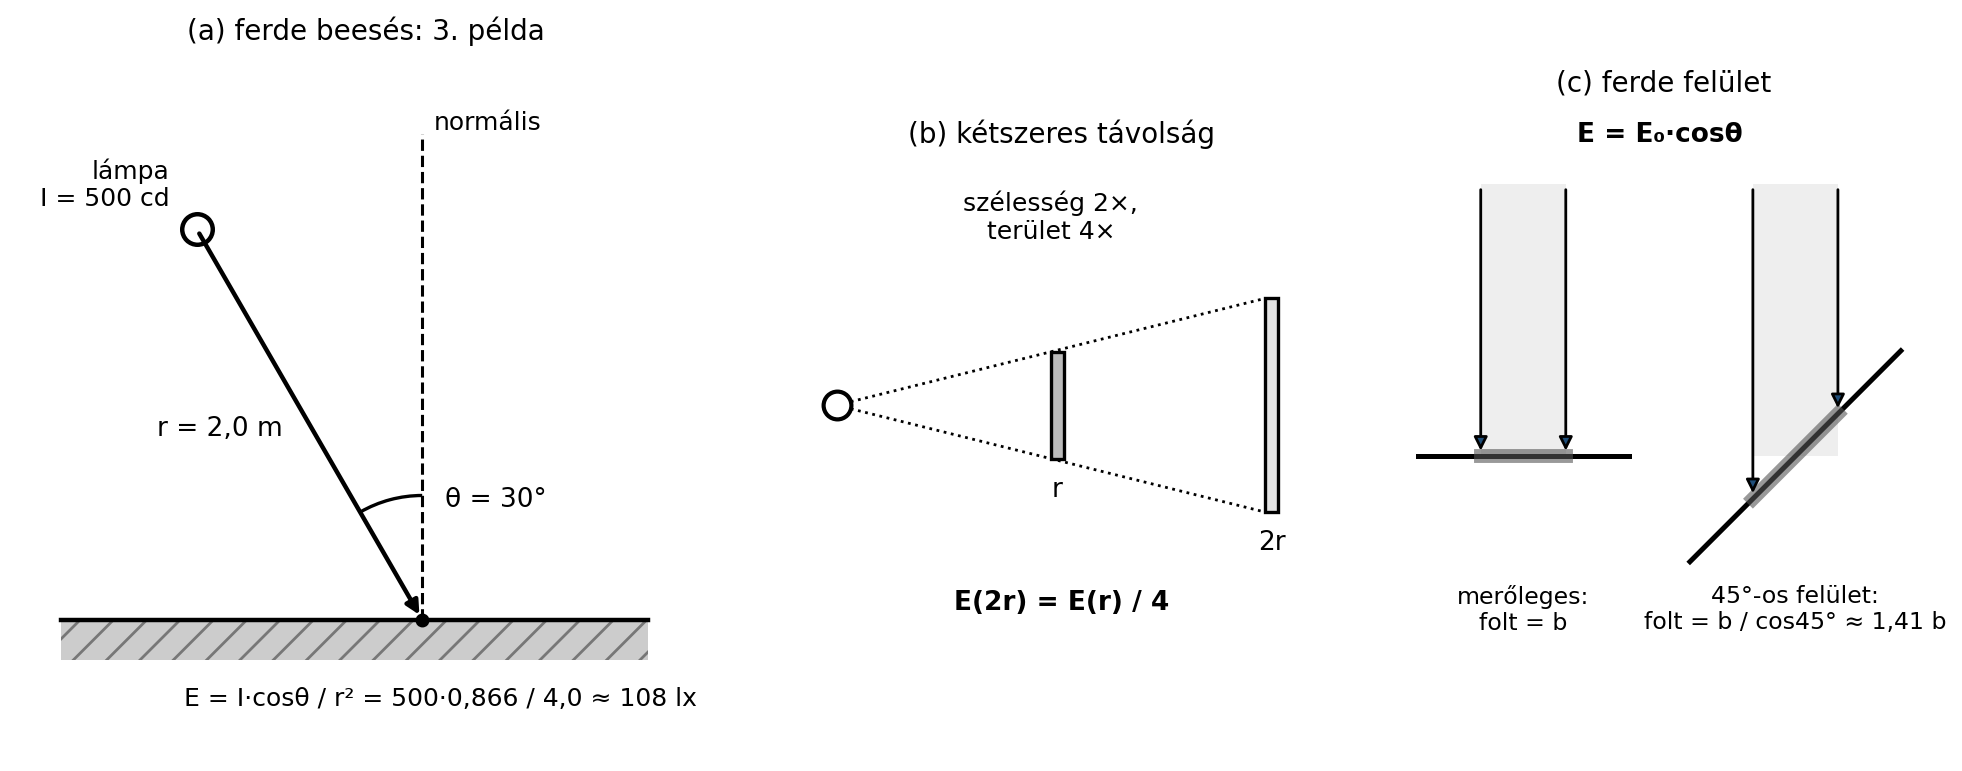 (a) ferde beesés: 3. példa
normális
lámpa
I = 500 cd
r = 2,0 m
θ = 30°
E = I·cosθ / r² = 500·0,866 / 4,0 ≈ 108 lx
(b) kétszeres távolság
szélesség 2×,
terület 4×
r
2r
E(2r) = E(r) / 4
(c) ferde felület
E = E₀·cosθ
merőleges:
folt = b
45°-os felület:
folt = b / cos45° ≈ 1,41 b